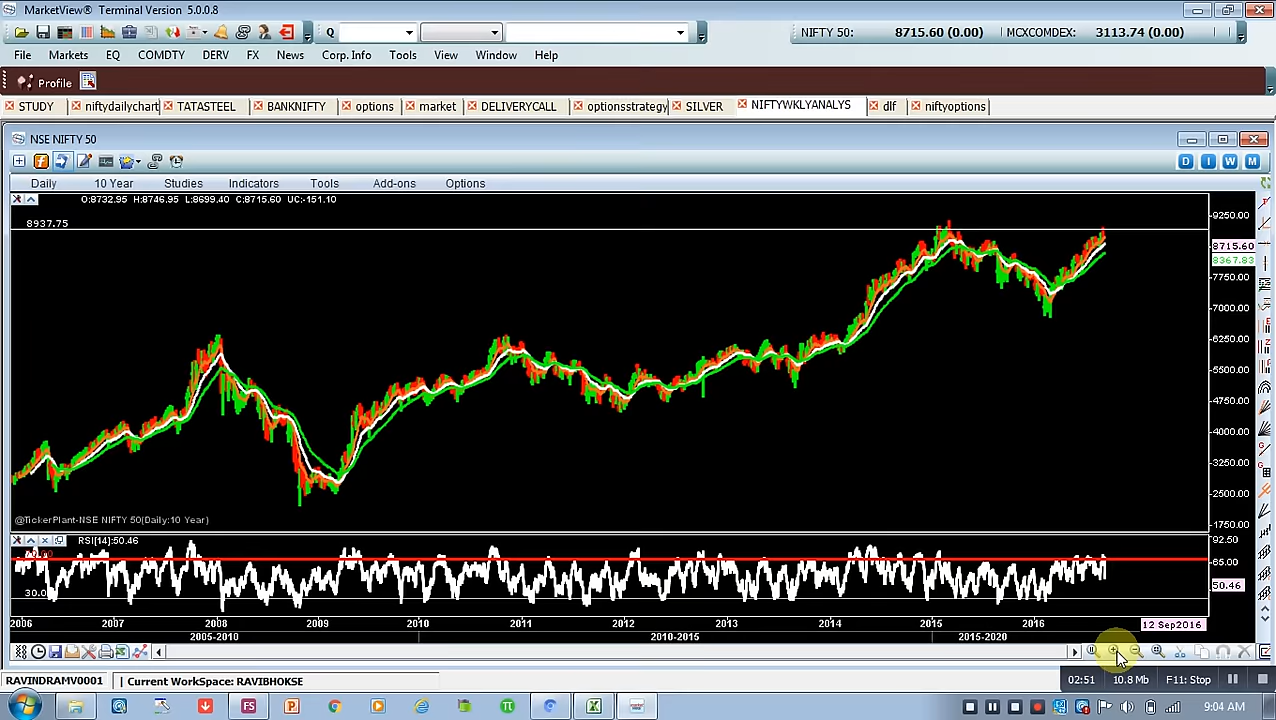 MarketView® Terminal Version 5.0.0.8
Q NIFTY 50: 8715.60 (0.00) MCXCOMDEX: 3113.74 (0.00)
File Markets EQ COMDTY DERV FX News Corp. Info Tools View Window Help
Profile
STUDY niftydailychart TATASTEEL BANKNIFTY options market DELIVERYCALL optionsstrategy SILVER NIFTYWKLYANALYS dlf niftyoptions
NSE NIFTY 50
D I W M
Daily 10 Year Studies Indicators Tools Add-ons Options
O:8732.95 H:8746.95 L:8699.40 C:8715.60 UC:-151.10
8937.75
9250.00
8715.60
8367.83
7750.00
7000.00
6250.00
5500.00
4750.00
4000.00
3250.00
2500.00
1750.00
@TickerPlant-NSE NIFTY 50(Daily:10 Year)
RSI[14]:50.46
92.50
65.00
50.46
30.0
2006 2007 2008 2009 2010 2011 2012 2013 2014 2015 2016 12 Sep2016
2005-2010 2010-2015 2015-2020
RAVINDRAMV0001 | Current WorkSpace: RAVIBHOKSE
02:51 10.8 Mb F11: Stop
FS P 9:04 AM